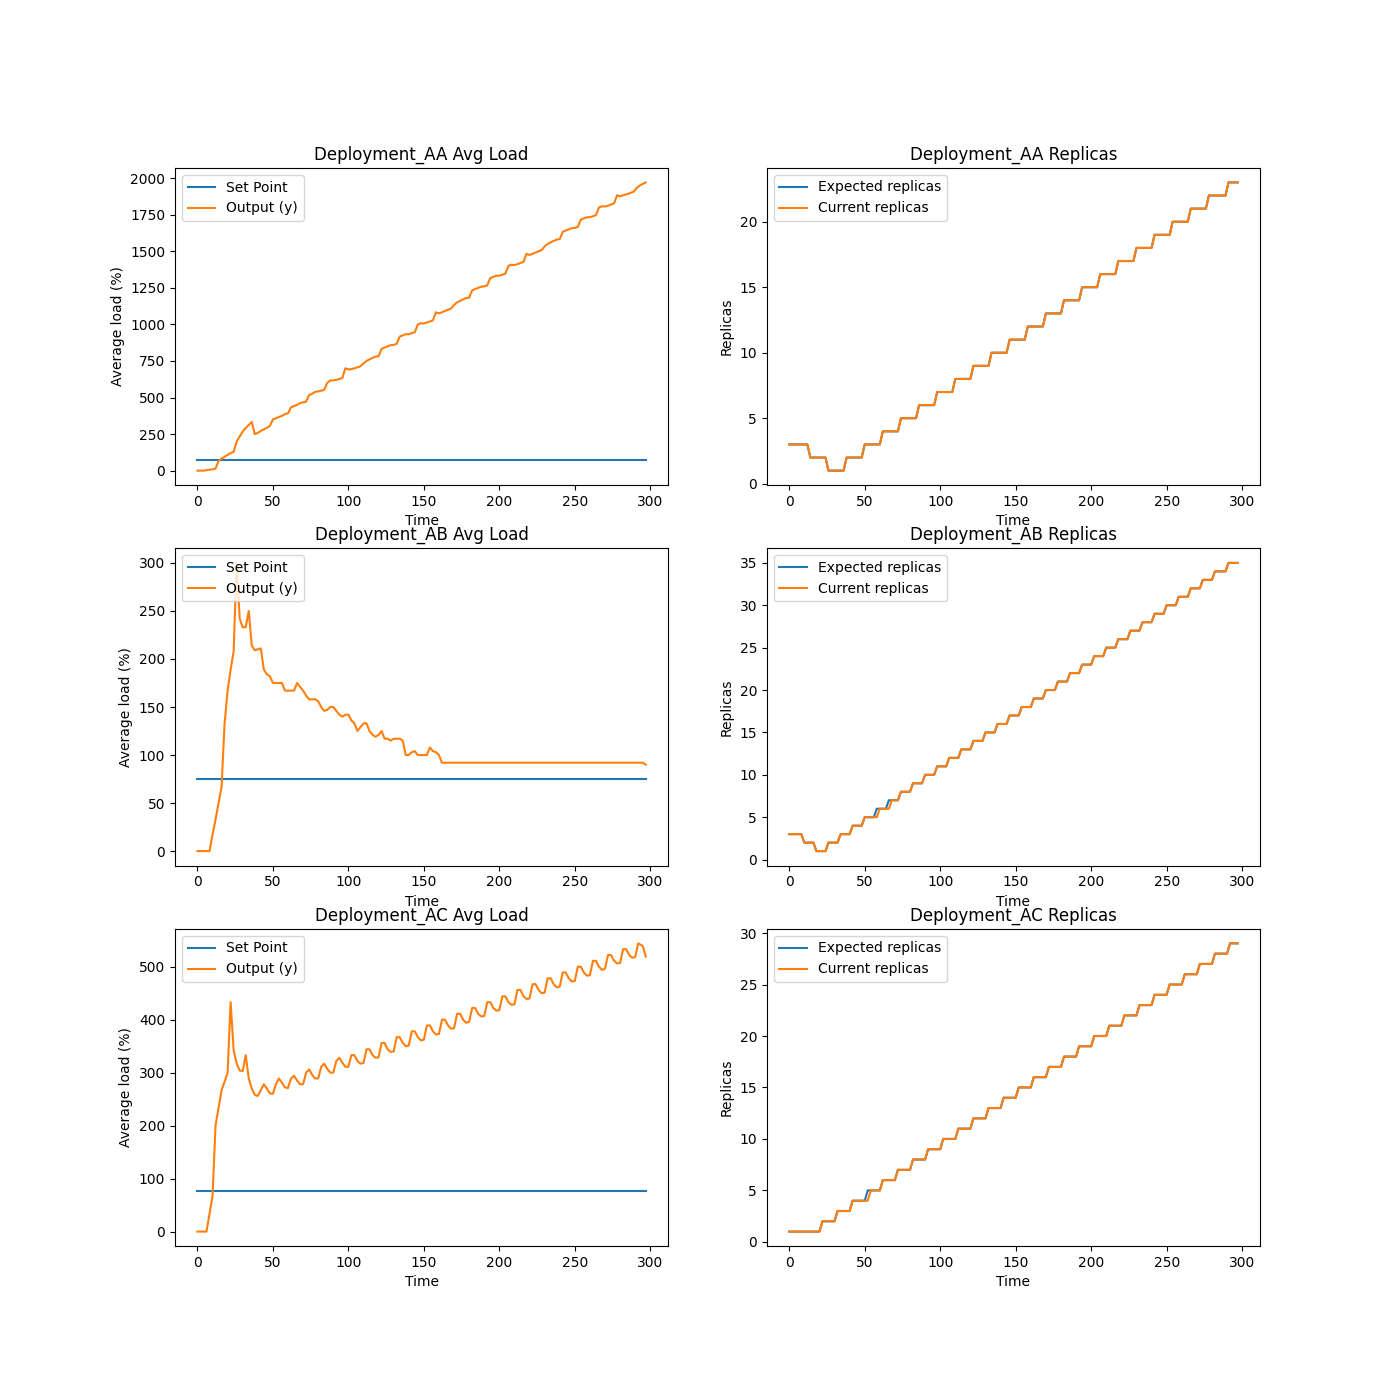 Deployment_AA Avg Load
Set Point
Output (y)
Average load (%)
2000
1750
1500
1250
1000
750
500
250
0
0 50 100 150 200 250 300
Time
Deployment_AA Replicas
Expected replicas
Current replicas
Replicas
20
15
10
5
0
0 50 100 150 200 250 300
Time
Deployment_AB Avg Load
Set Point
Output (y)
Average load (%)
300
250
200
150
100
50
0
0 50 100 150 200 250 300
Time
Deployment_AB Replicas
Expected replicas
Current replicas
Replicas
35
30
25
20
15
10
5
0
0 50 100 150 200 250 300
Time
Deployment_AC Avg Load
Set Point
Output (y)
Average load (%)
500
400
300
200
100
0
0 50 100 150 200 250 300
Time
Deployment_AC Replicas
Expected replicas
Current replicas
Replicas
30
25
20
15
10
5
0
0 50 100 150 200 250 300
Time